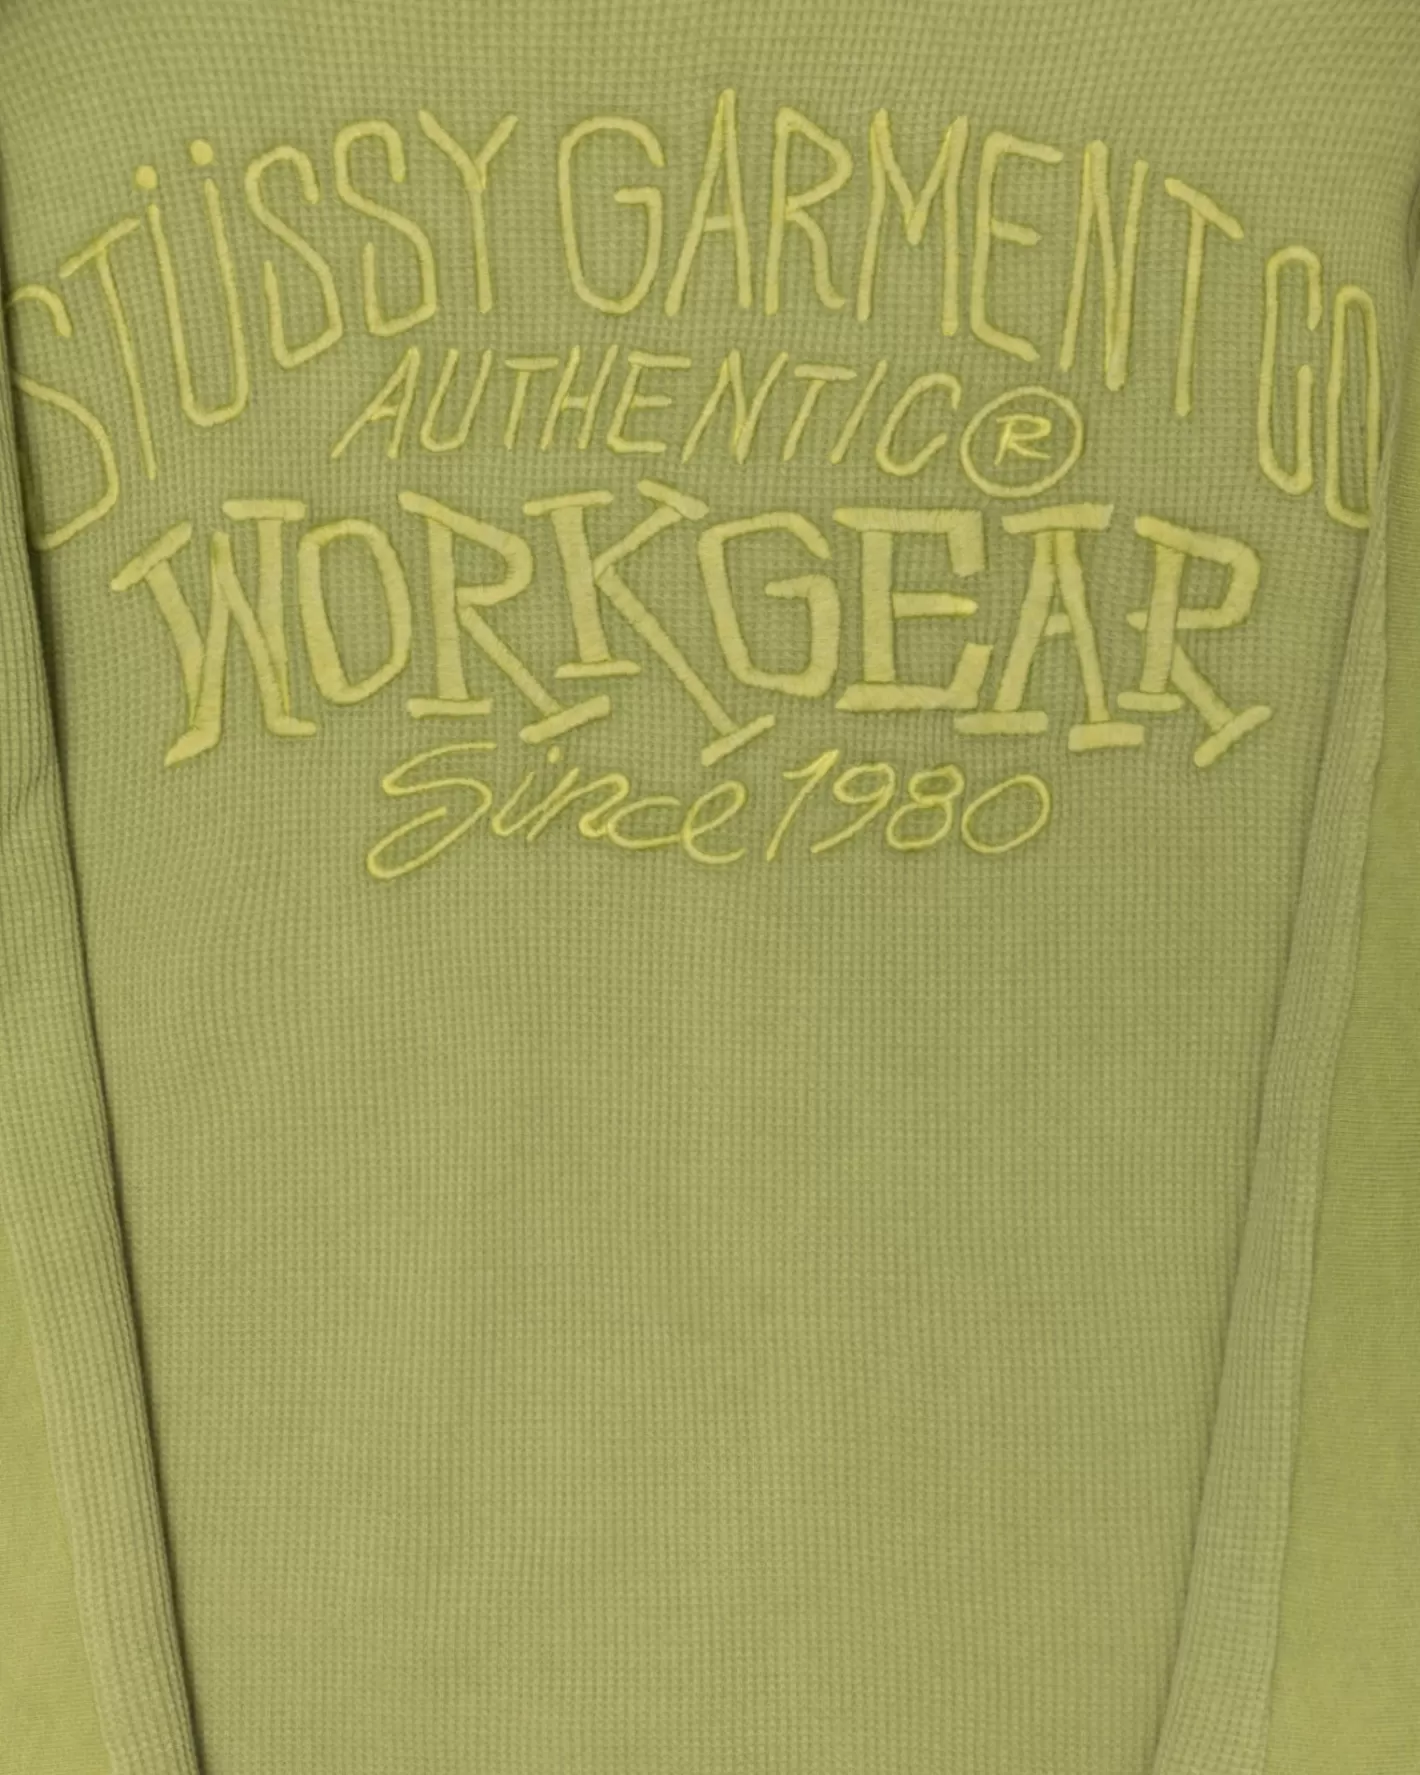 STÜSSY GARMENT CO
AUTHENTIC®
WORKGEAR
Since 1980